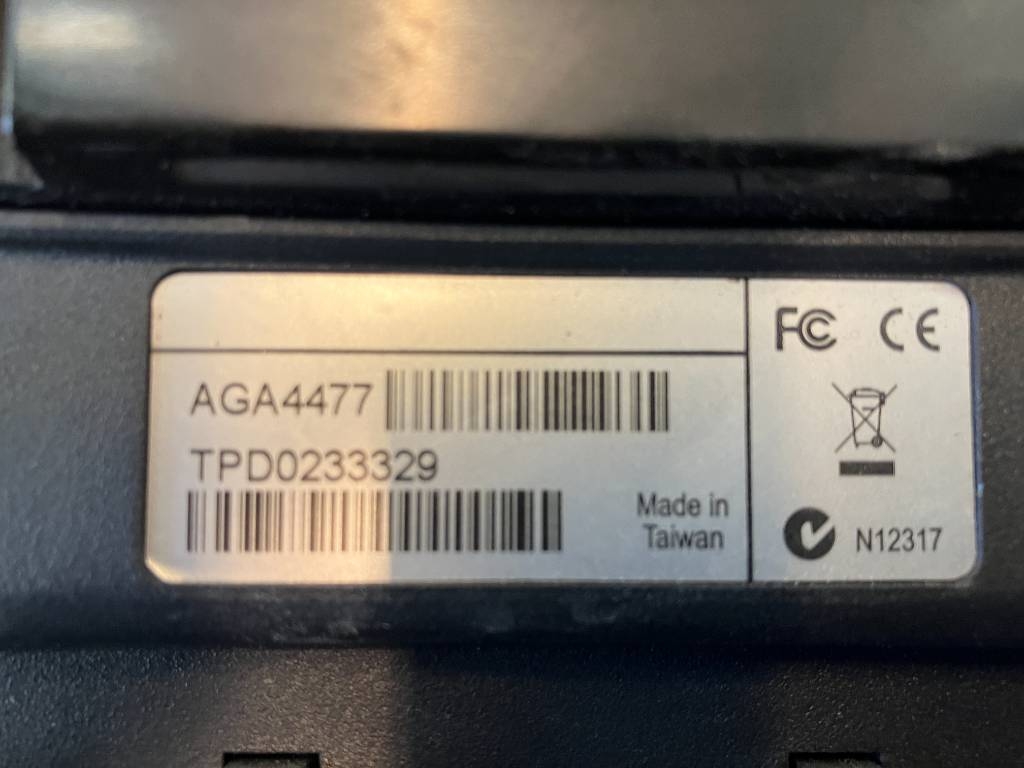 AGA4477
TPD0233329
Made in
Taiwan
FC CE
N12317